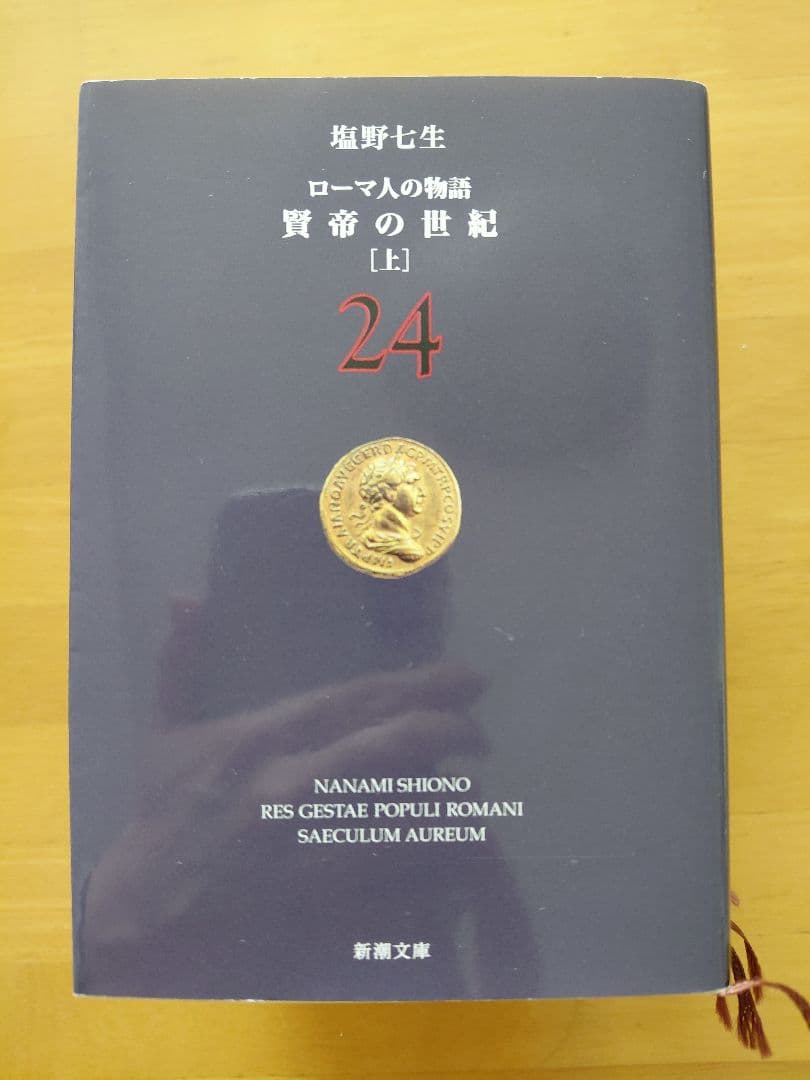 塩野七生
ローマ人の物語
賢帝の世紀
[上]
24
NANAMI SHIONO
RES GESTAE POPULI ROMANI
SAECULUM AUREUM
新潮文庫